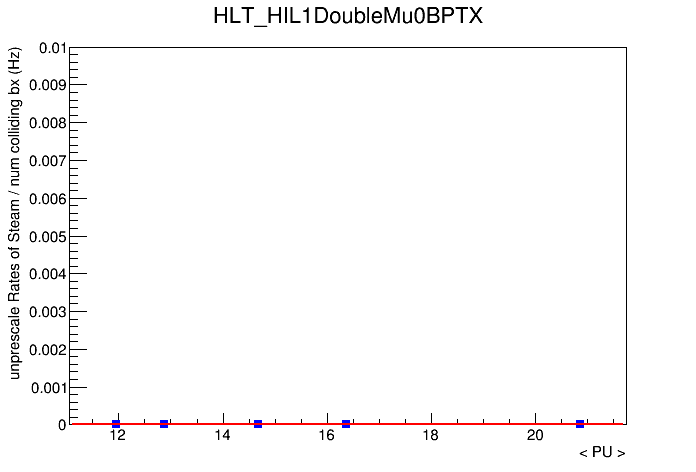 HLT_HIL1DoubleMu0BPTX
unprescale Rates of Steam / num colliding bx (Hz)
0.01
0.009
0.008
0.007
0.006
0.005
0.004
0.003
0.002
0.001
0
12 14 16 18 20
< PU >